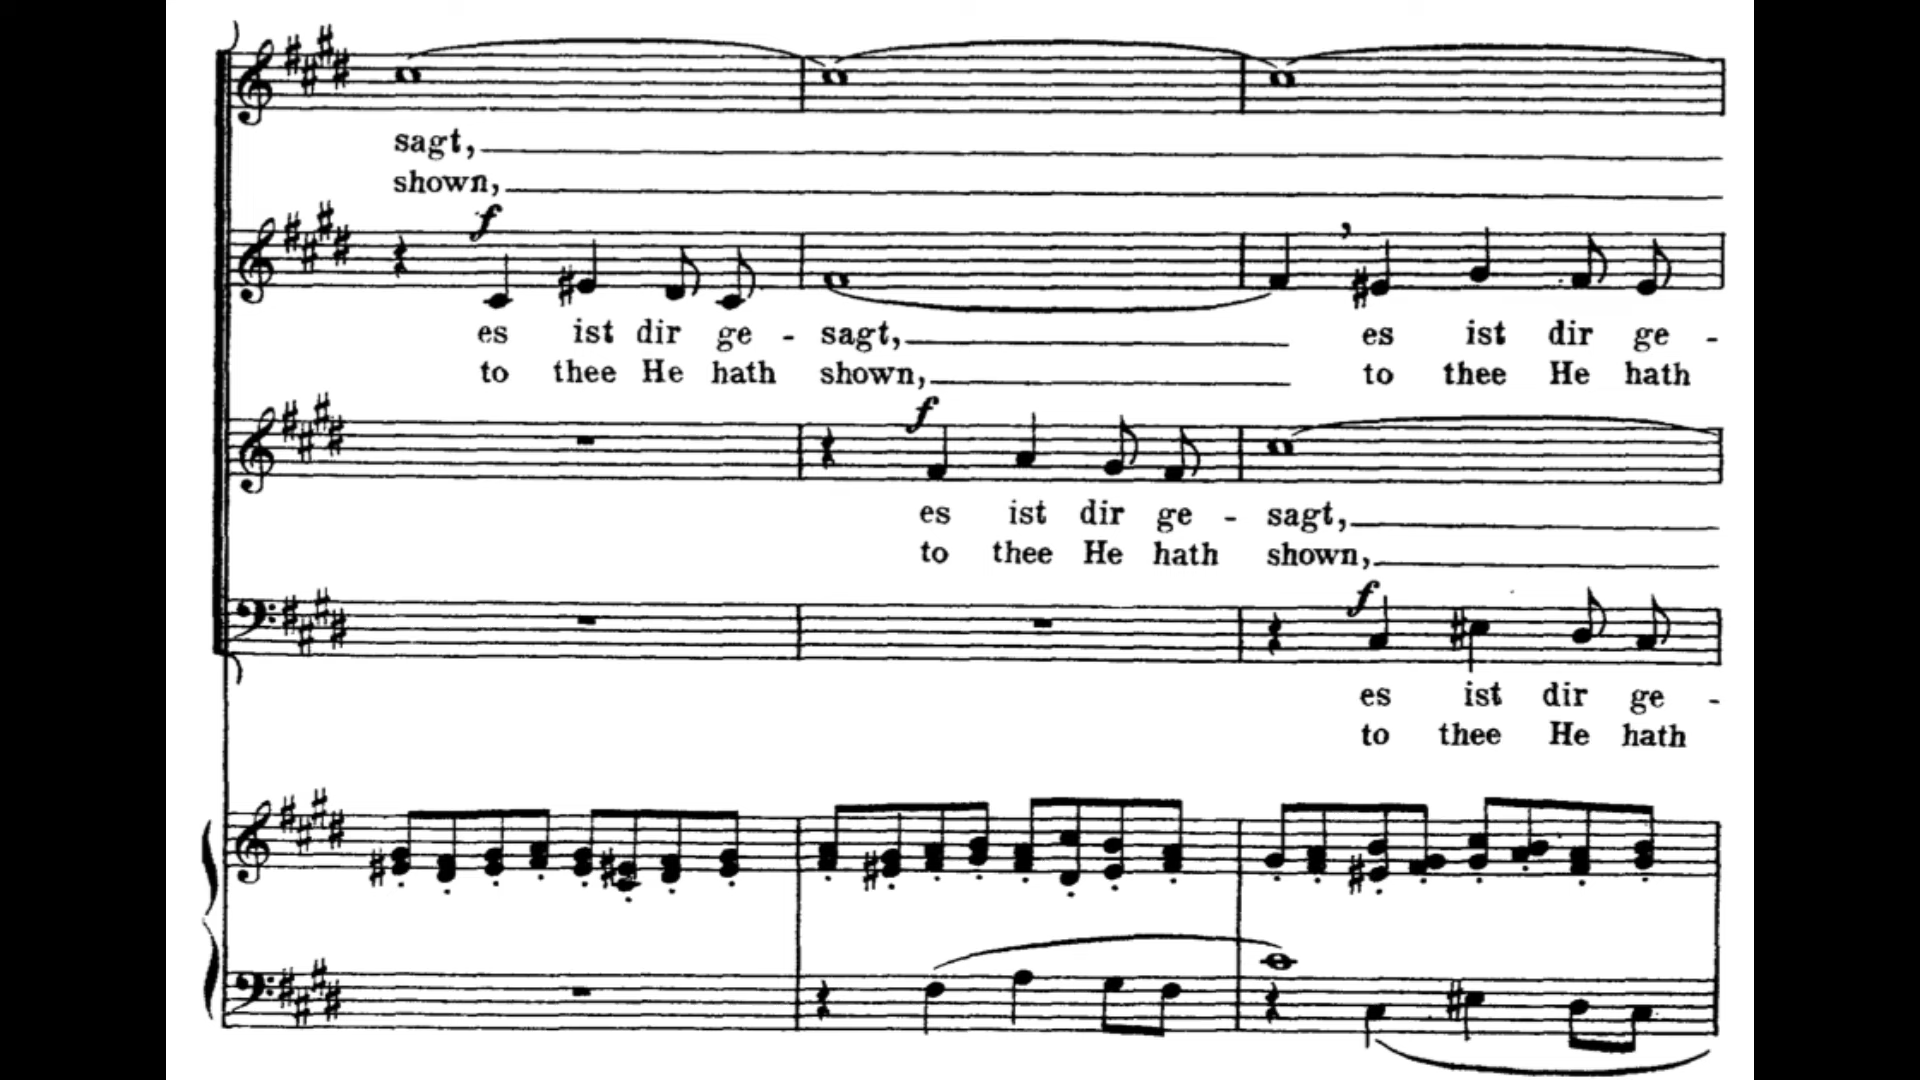 sagt,
shown,
f
es ist dir ge - sagt, es ist dir ge -
to thee He hath shown, to thee He hath
f
es ist dir ge - sagt,
to thee He hath shown,
f
es ist dir ge -
to thee He hath